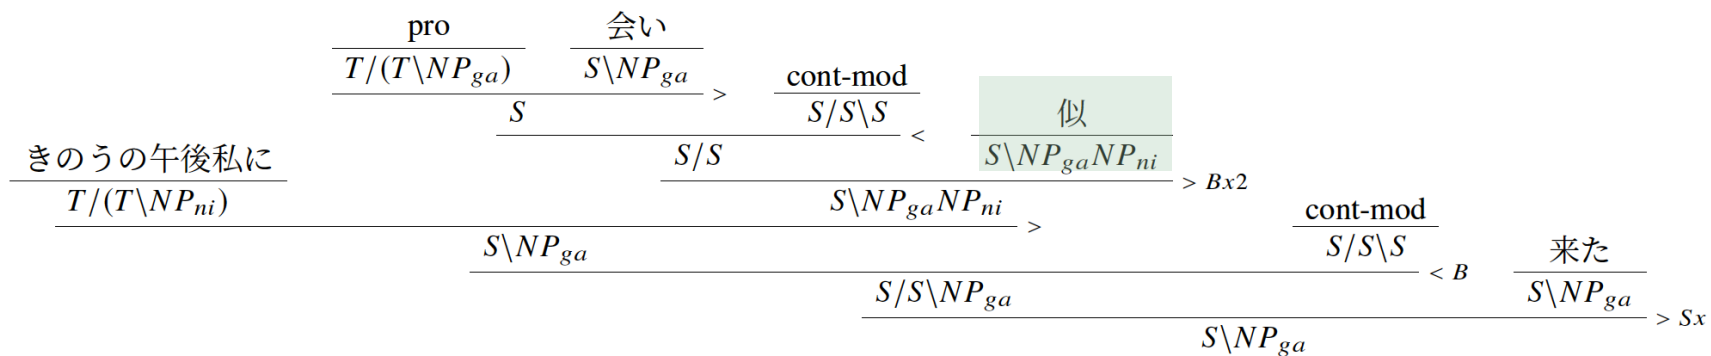 pro 会い
T/(T\NP_ga) S\NP_ga cont-mod
S > S/S\S 似
きのうの午後私に S/S < S\NP_gaNP_ni
T/(T\NP_ni) S\NP_gaNP_ni > Bx2 cont-mod
S\NP_ga > S/S\S 来た
S/S\NP_ga < B S\NP_ga
S\NP_ga > Sx